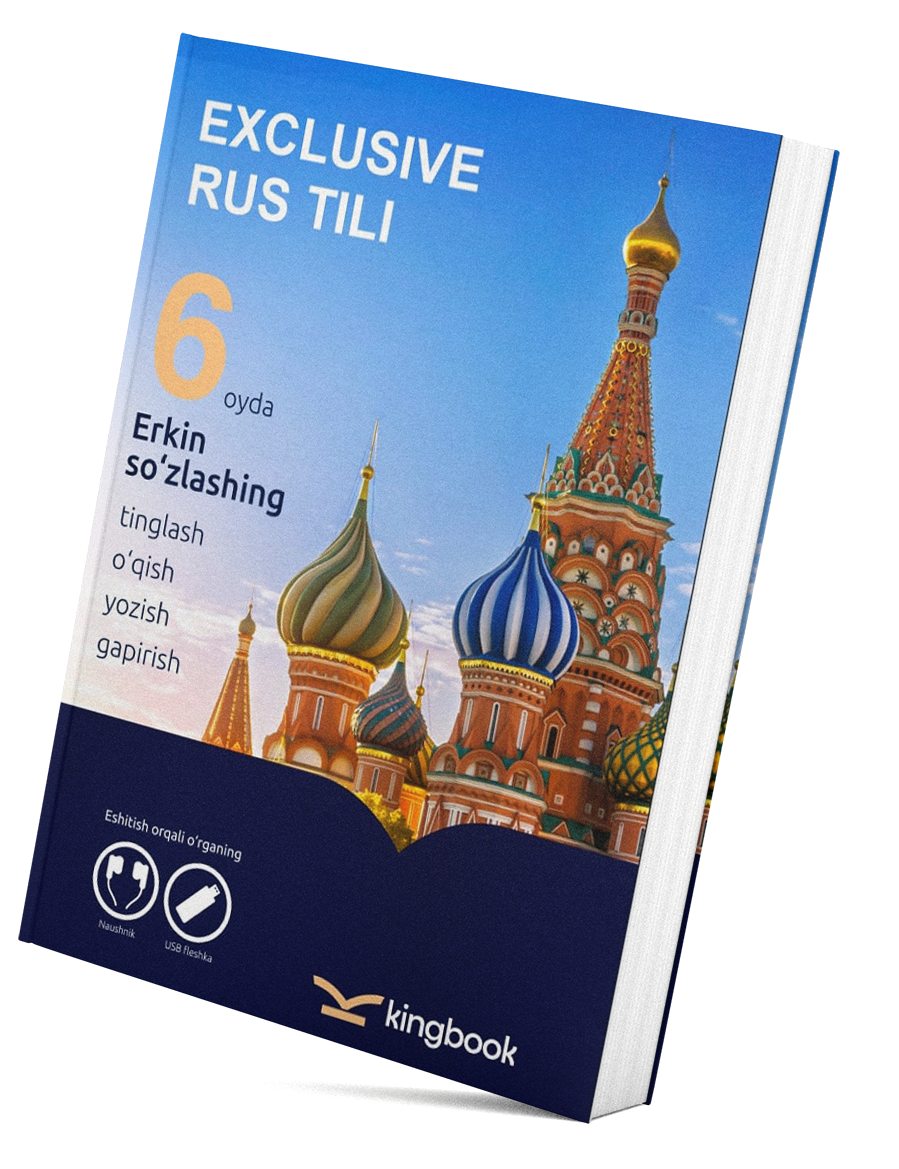 EXCLUSIVE
RUS TILI
6 oyda
Erkin
so‘zlashing
tinglash
o‘qish
yozish
gapirish
Eshitish orqali o‘rganing
Naushnik
USB fleshka
kingbook